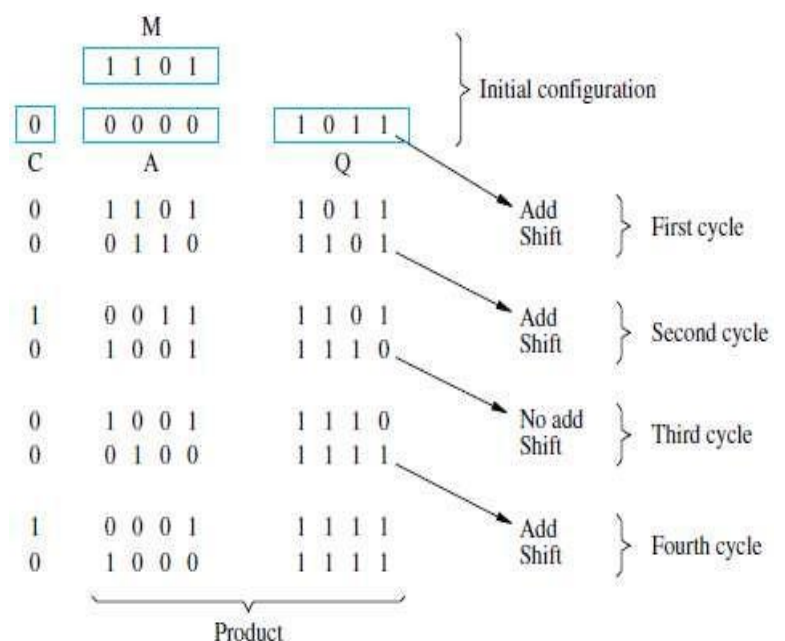 M
1 1 0 1
Initial configuration
0 0 0 0 0 1 0 1 1
C A Q
0 1 1 0 1 1 0 1 1 Add
First cycle
0 0 1 1 0 1 1 0 1 Shift
1 0 0 1 1 1 1 0 1 Add
Second cycle
0 1 0 0 1 1 1 1 0 Shift
0 1 0 0 1 1 1 1 0 No add
Third cycle
0 0 1 0 0 1 1 1 1 Shift
1 0 0 0 1 1 1 1 1 Add
Fourth cycle
0 1 0 0 0 1 1 1 1 Shift
Product